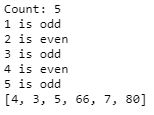 Count: 5
1 is odd
2 is even
3 is odd
4 is even
5 is odd
[4, 3, 5, 66, 7, 80]